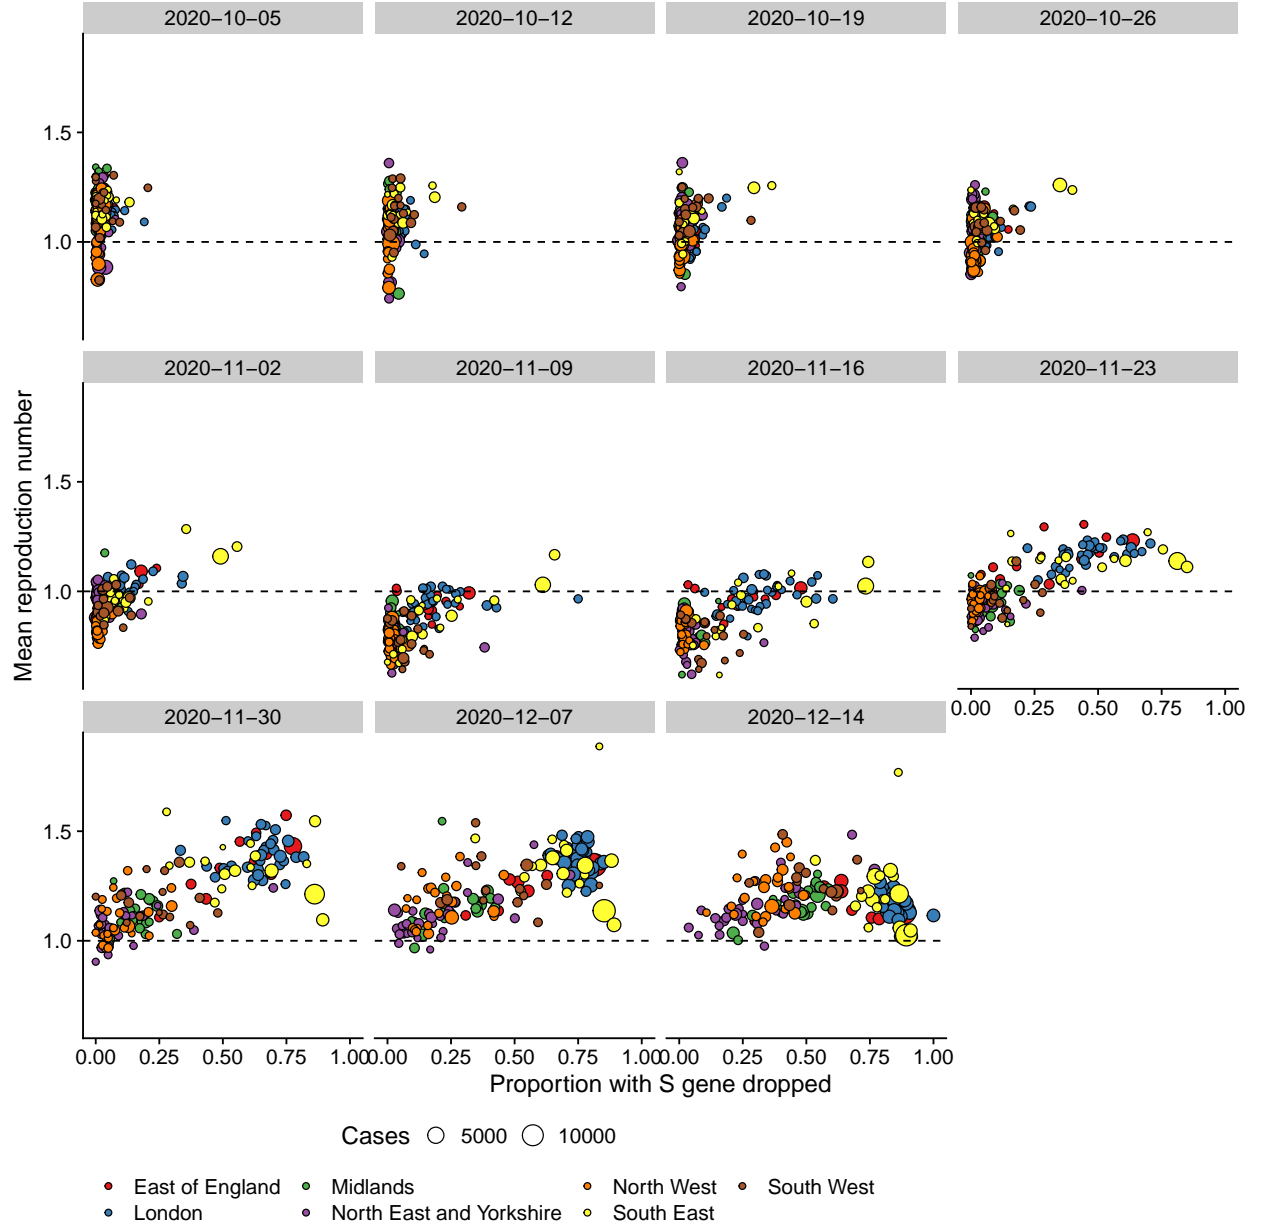 2020−10−05 2020−10−12 2020−10−19 2020−10−26
1.5
1.0
2020−11−02 2020−11−09 2020−11−16 2020−11−23
1.5
1.0
Mean reproduction number
0.00 0.25 0.50 0.75 1.00
2020−11−30 2020−12−07 2020−12−14
1.5
1.0
0.00 0.25 0.50 0.75 1.00 0.00 0.25 0.50 0.75 1.00 0.00 0.25 0.50 0.75 1.00
Proportion with S gene dropped
Cases 5000 10000
East of England Midlands North West South West
London North East and Yorkshire South East